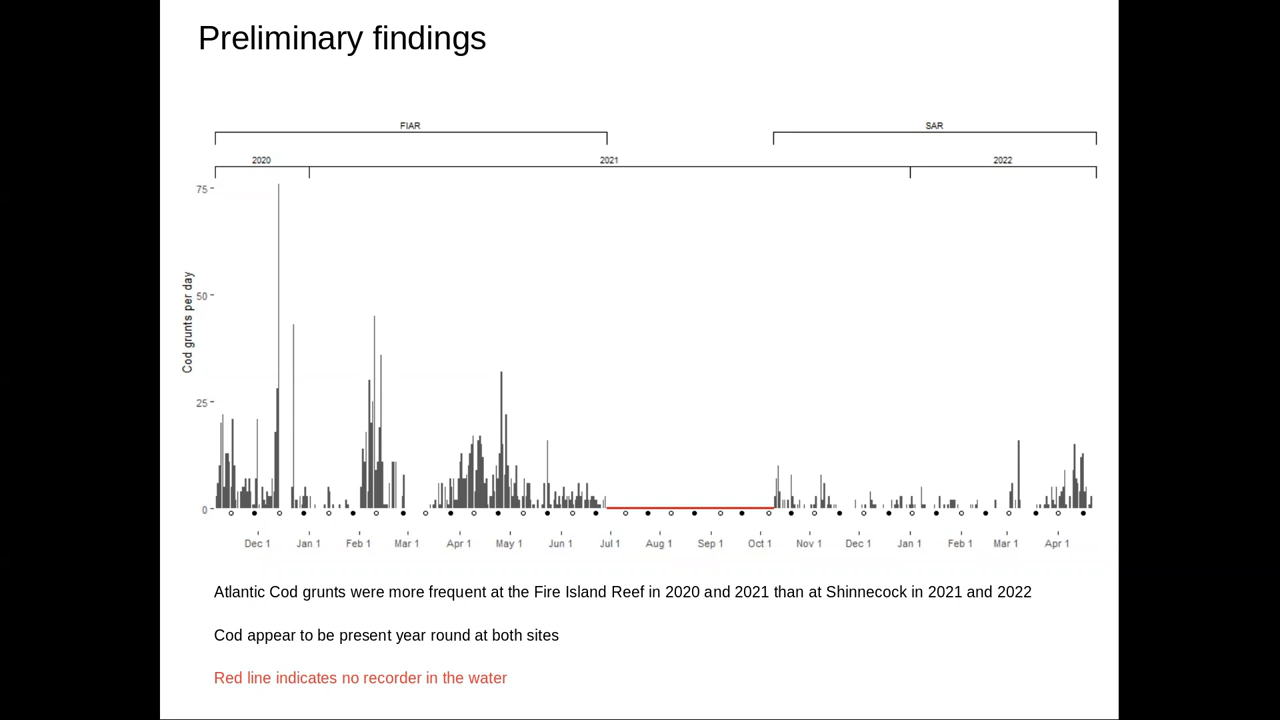 Preliminary findings
FIAR
SAR
2020
2021
2022
75
50
25
0
Cod grunts per day
Dec 1 Jan 1 Feb 1 Mar 1 Apr 1 May 1 Jun 1 Jul 1 Aug 1 Sep 1 Oct 1 Nov 1 Dec 1 Jan 1 Feb 1 Mar 1 Apr 1
Atlantic Cod grunts were more frequent at the Fire Island Reef in 2020 and 2021 than at Shinnecock in 2021 and 2022
Cod appear to be present year round at both sites
Red line indicates no recorder in the water